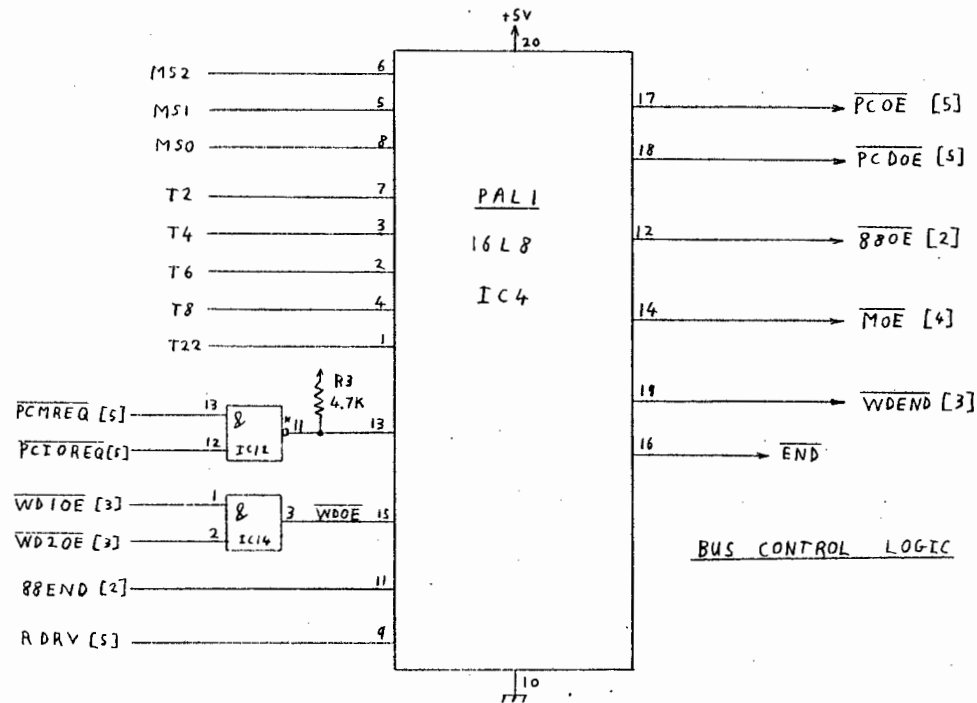 +5V
20
MS2 6
MS1 5
MS0 8
T2 7
T4 3
T6 2
T8 4
T22 1
PAL1
16L8
IC4
17 PCOE [5]
18 PCDOE [5]
12 88OE [2]
14 MOE [4]
19 WDEND [3]
16 END
R3
4.7K
PCMREQ [5] 13
& * 11 13
PCIOREQ[5] 12 IC12
WD1OE [3] 1
& 3 WDOE 15
WD2OE [3] 2 IC14
88END [2] 11
RDRV [5] 9
10
BUS CONTROL LOGIC